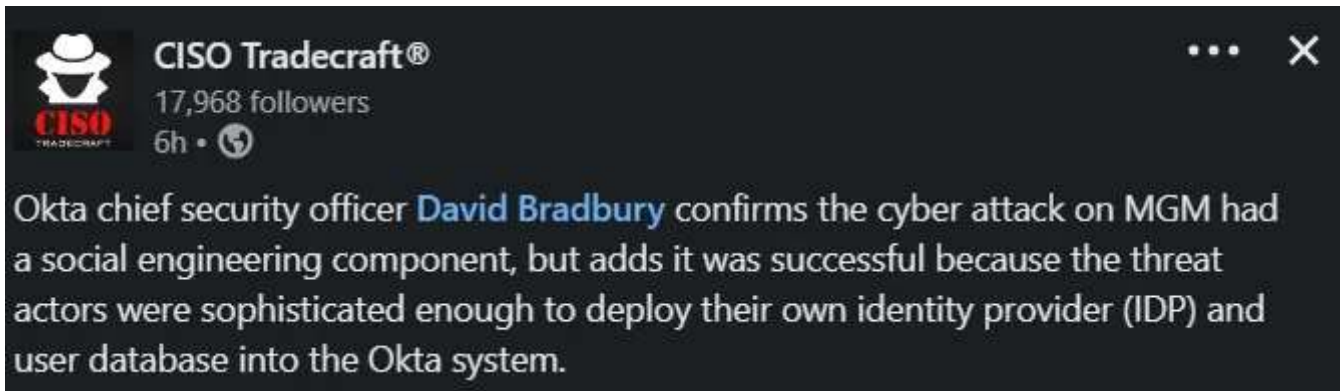 CISO Tradecraft®
17,968 followers
6h •
CISO
TRADECRAFT
Okta chief security officer David Bradbury confirms the cyber attack on MGM had
a social engineering component, but adds it was successful because the threat
actors were sophisticated enough to deploy their own identity provider (IDP) and
user database into the Okta system.